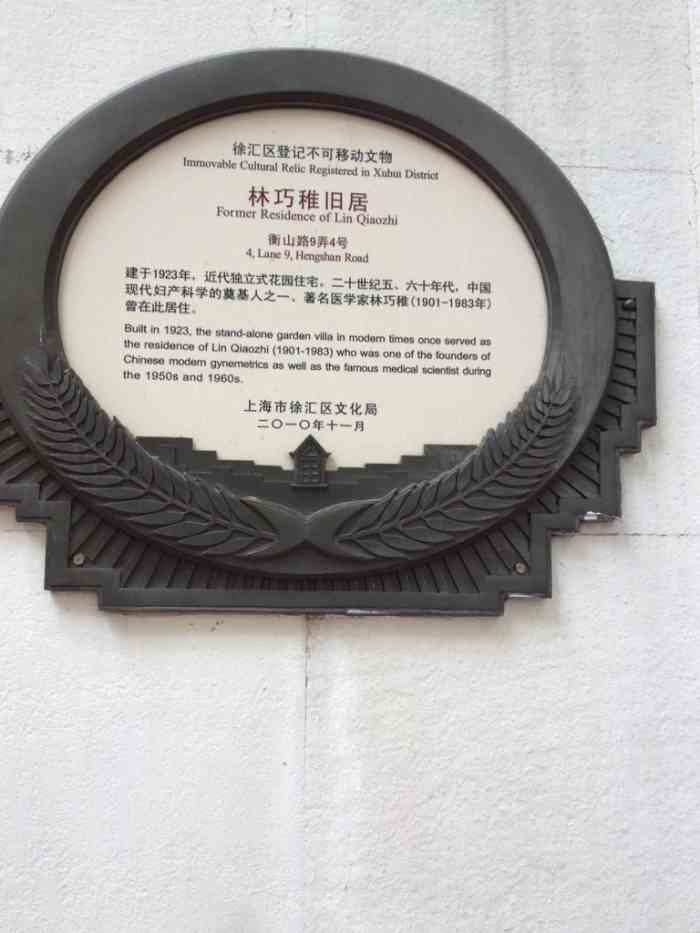 徐汇区登记不可移动文物
Immovable Cultural Relic Registered in Xuhui District
林巧稚旧居
Former Residence of Lin Qiaozhi
衡山路9弄4号
4, Lane 9, Hengshan Road
建于1923年，近代独立式花园住宅。二十世纪五、六十年代，中国
现代妇产科学的奠基人之一、著名医学家林巧稚(1901-1983年)
曾在此居住。
Built in 1923, the stand-alone garden villa in modern times once served as
the residence of Lin Qiaozhi (1901-1983) who was one of the founders of
Chinese modern gynemetrics as well as the famous medical scientist during
the 1950s and 1960s.
上海市徐汇区文化局
二〇一〇年十一月